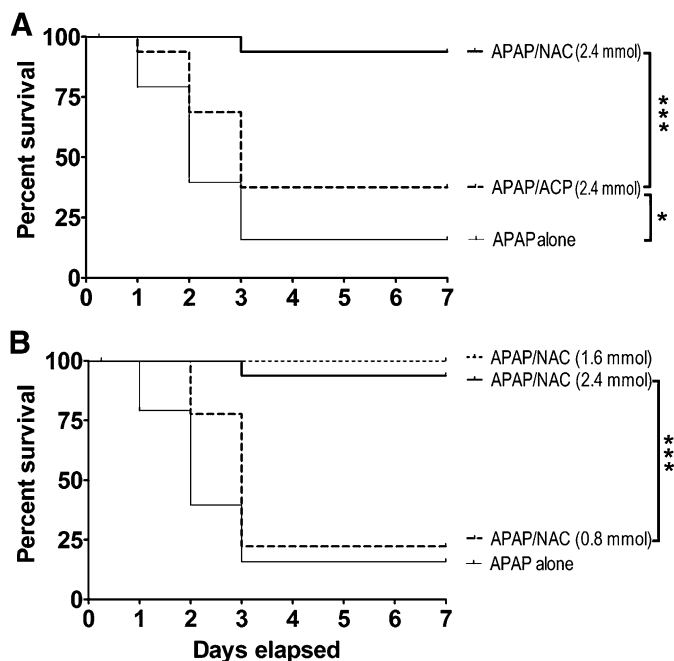 A
100
75
50
25
0
Percent survival
0 1 2 3 4 5 6 7
APAP/NAC (2.4 mmol)
APAP/ACP (2.4 mmol)
APAP alone
***
*
B
100
75
50
25
0
Percent survival
0 1 2 3 4 5 6 7
Days elapsed
APAP/NAC (1.6 mmol)
APAP/NAC (2.4 mmol)
APAP/NAC (0.8 mmol)
APAP alone
***